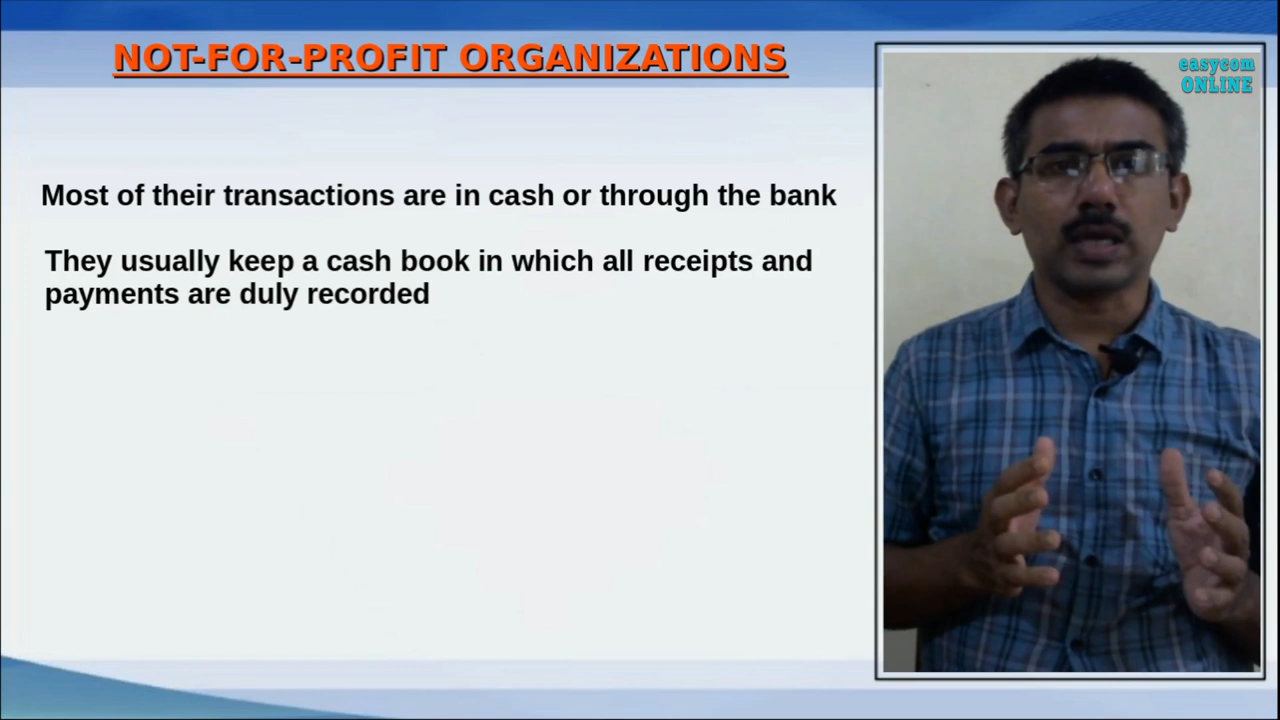 NOT-FOR-PROFIT ORGANIZATIONS
easycom
ONLINE
Most of their transactions are in cash or through the bank
They usually keep a cash book in which all receipts and
payments are duly recorded